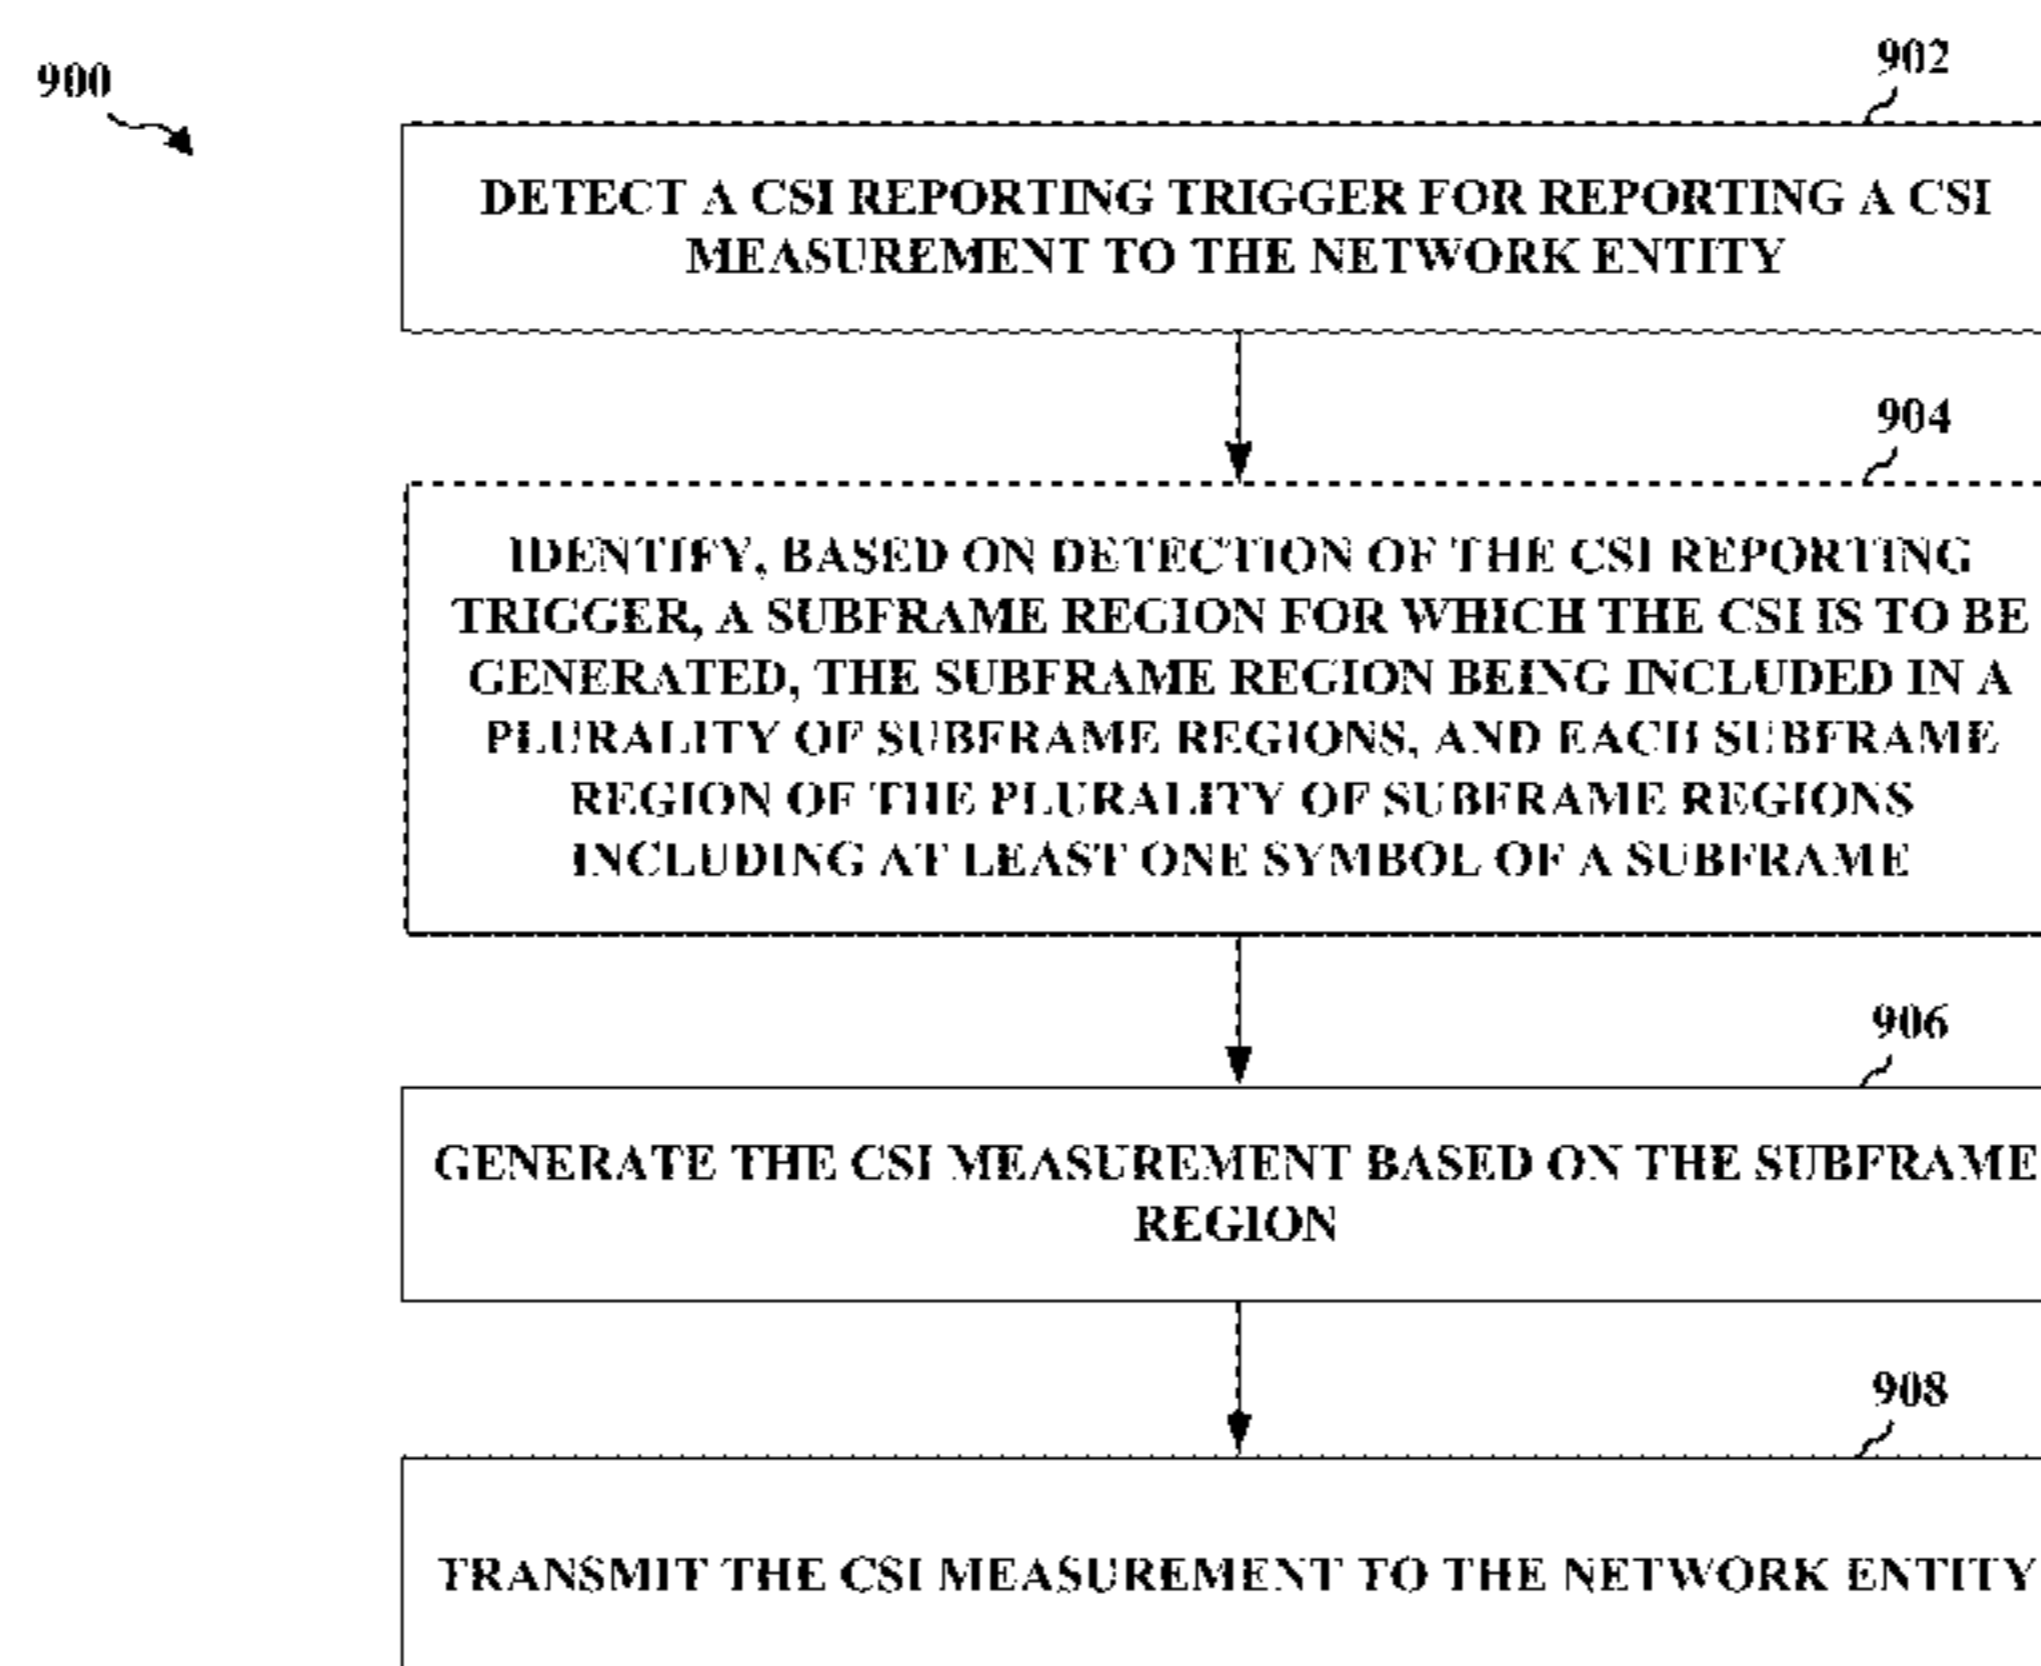 900
902
DETECT A CSI REPORTING TRIGGER FOR REPORTING A CSI
MEASUREMENT TO THE NETWORK ENTITY
904
IDENTIFY, BASED ON DETECTION OF THE CSI REPORTING
TRIGGER, A SUBFRAME REGION FOR WHICH THE CSI IS TO BE
GENERATED, THE SUBFRAME REGION BEING INCLUDED IN A
PLURALITY OF SUBFRAME REGIONS, AND EACH SUBFRAME
REGION OF THE PLURALITY OF SUBFRAME REGIONS
INCLUDING AT LEAST ONE SYMBOL OF A SUBFRAME
906
GENERATE THE CSI MEASUREMENT BASED ON THE SUBFRAME
REGION
908
TRANSMIT THE CSI MEASUREMENT TO THE NETWORK ENTITY